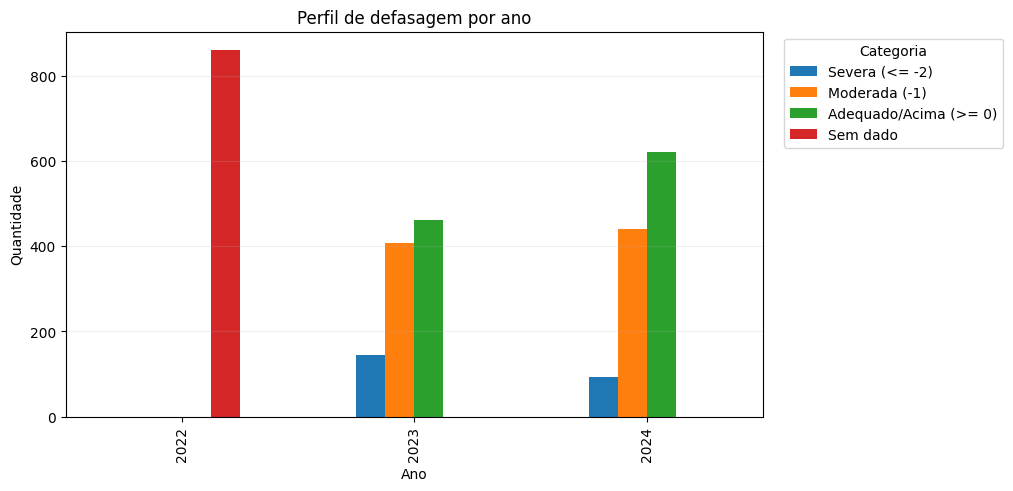 Perfil de defasagem por ano
Categoria
Severa (<= -2)
Moderada (-1)
Adequado/Acima (>= 0)
Sem dado
Quantidade
800
600
400
200
0
2022
2023
2024
Ano